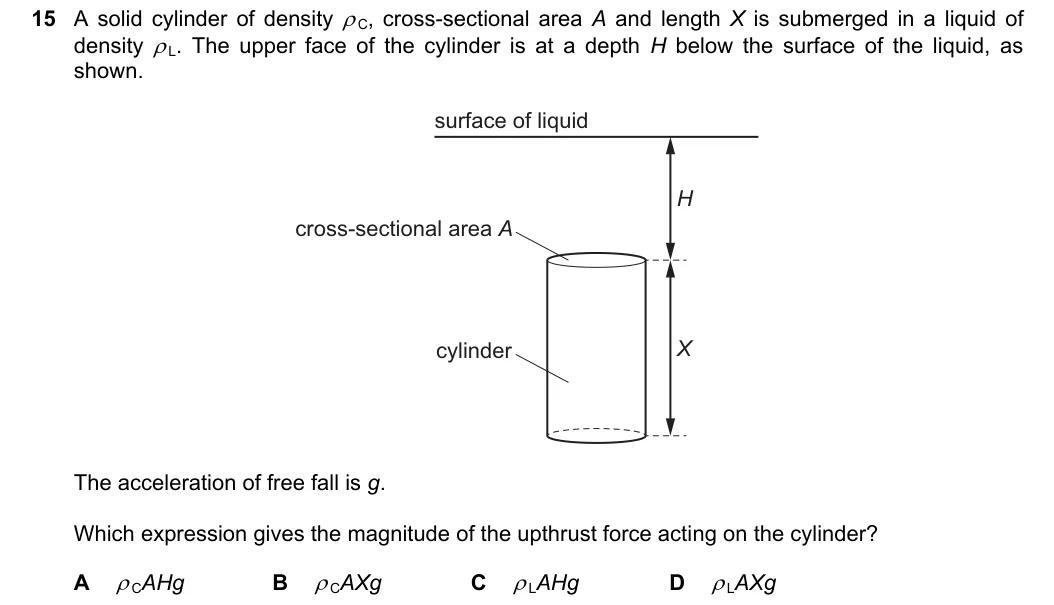 15 A solid cylinder of density ρC, cross-sectional area A and length X is submerged in a liquid of
density ρL. The upper face of the cylinder is at a depth H below the surface of the liquid, as
shown.
surface of liquid
H
cross-sectional area A
cylinder
X
The acceleration of free fall is g.
Which expression gives the magnitude of the upthrust force acting on the cylinder?
A ρCAHg B ρCAXg C ρLAHg D ρLAXg